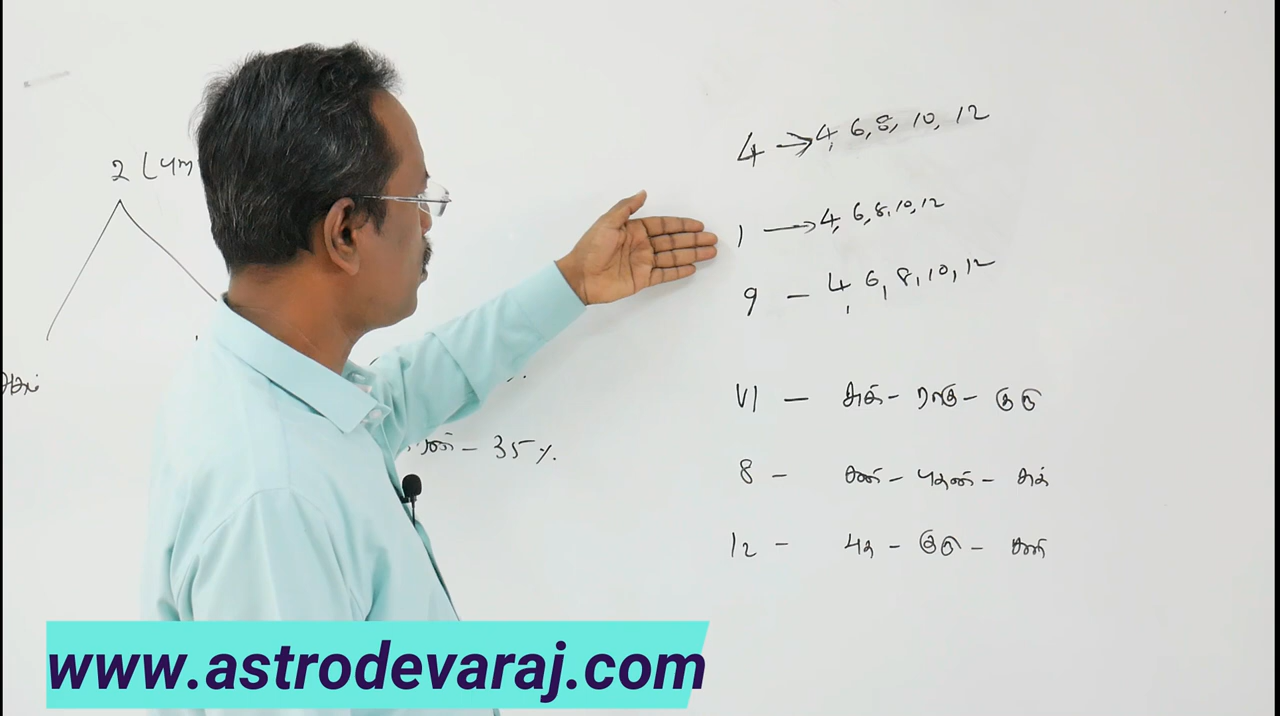 2 (புத
4 → 4, 6, 8, 10, 12
1 → 4, 6, 8, 10, 12
9 – 4, 6, 8, 10, 12
VI – சுக் – ராகு – குரு
– 35 %.
8 – சனி – புதன் – சுக்
12 – புத – குரு – சனி
www.astrodevaraj.com